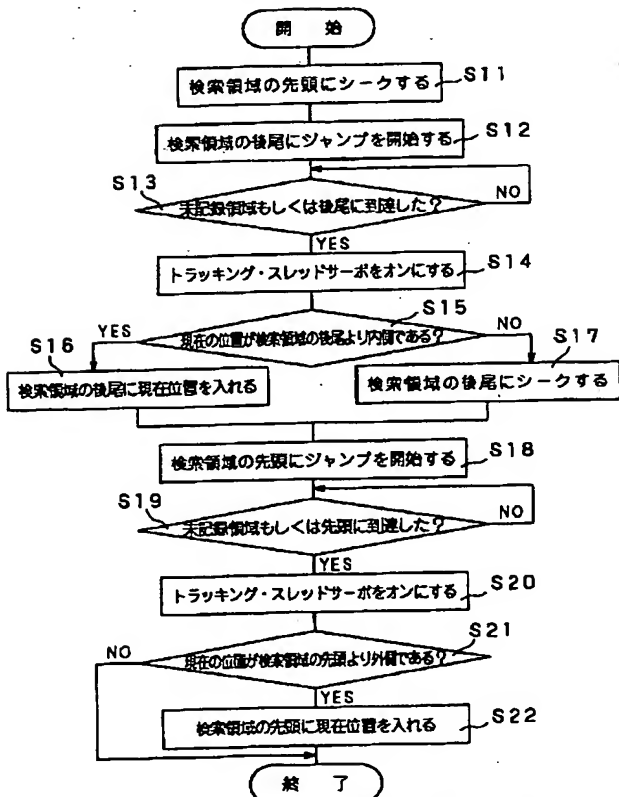 開始
検索領域の先頭にシークする
S11
検索領域の後尾にジャンプを開始する
S12
S13
未記録領域もしくは後尾に到達した？
NO
YES
トラッキング・スレッドサーボをオンにする
S14
S15
YES
現在の位置が検索領域の後尾より内側である？
NO
S16
S17
検索領域の後尾に現在位置を入れる
検索領域の後尾にシークする
検索領域の先頭にジャンプを開始する
S18
S19
未記録領域もしくは先頭に到達した？
NO
YES
トラッキング・スレッドサーボをオンにする
S20
S21
NO
現在の位置が検索領域の先頭より外側である？
YES
検索領域の先頭に現在位置を入れる
S22
終了